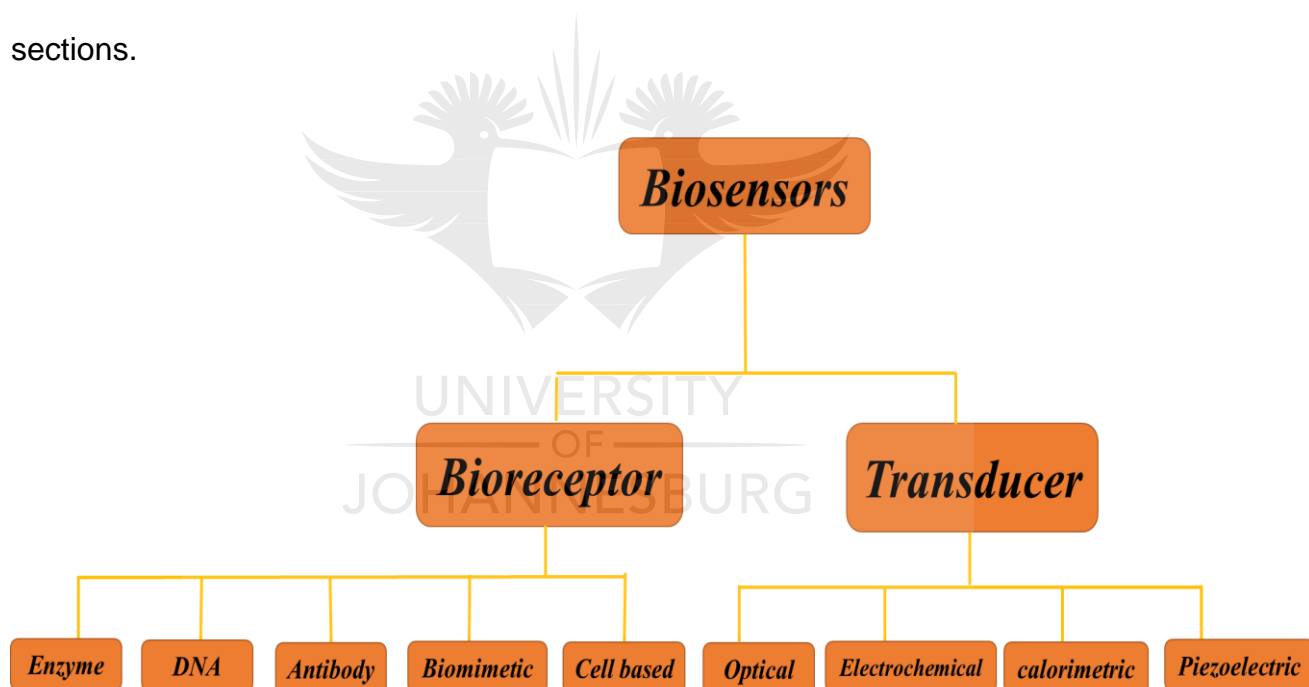 sections.
Biosensors
UNIVERSITY
OF
JOHANNESBURG
Bioreceptor
Transducer
Enzyme
DNA
Antibody
Biomimetic
Cell based
Optical
Electrochemical
calorimetric
Piezoelectric